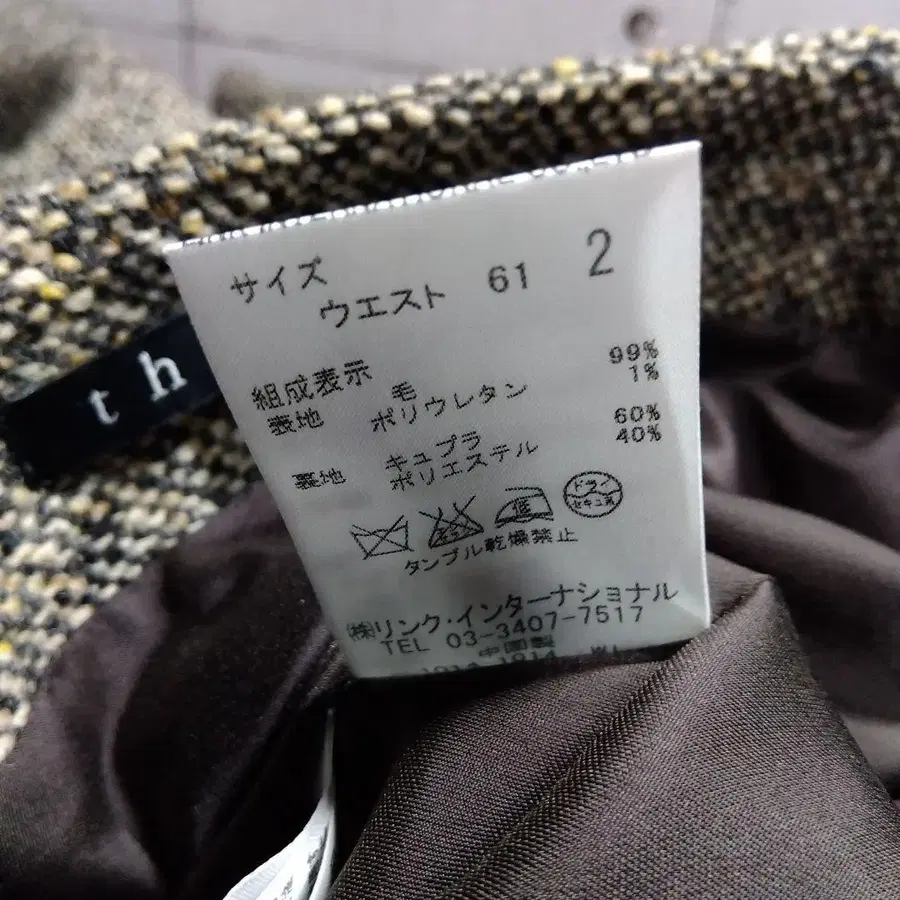 th
サイズ
ウエスト 61 2
組成表示
表地 毛 99%
ポリウレタン 1%
裏地 キュプラ 60%
ポリエステル 40%
低 ドライ セキユ系
タンブル乾燥禁止
㈱リンク・インターナショナル
TEL 03-3407-7517
中国製